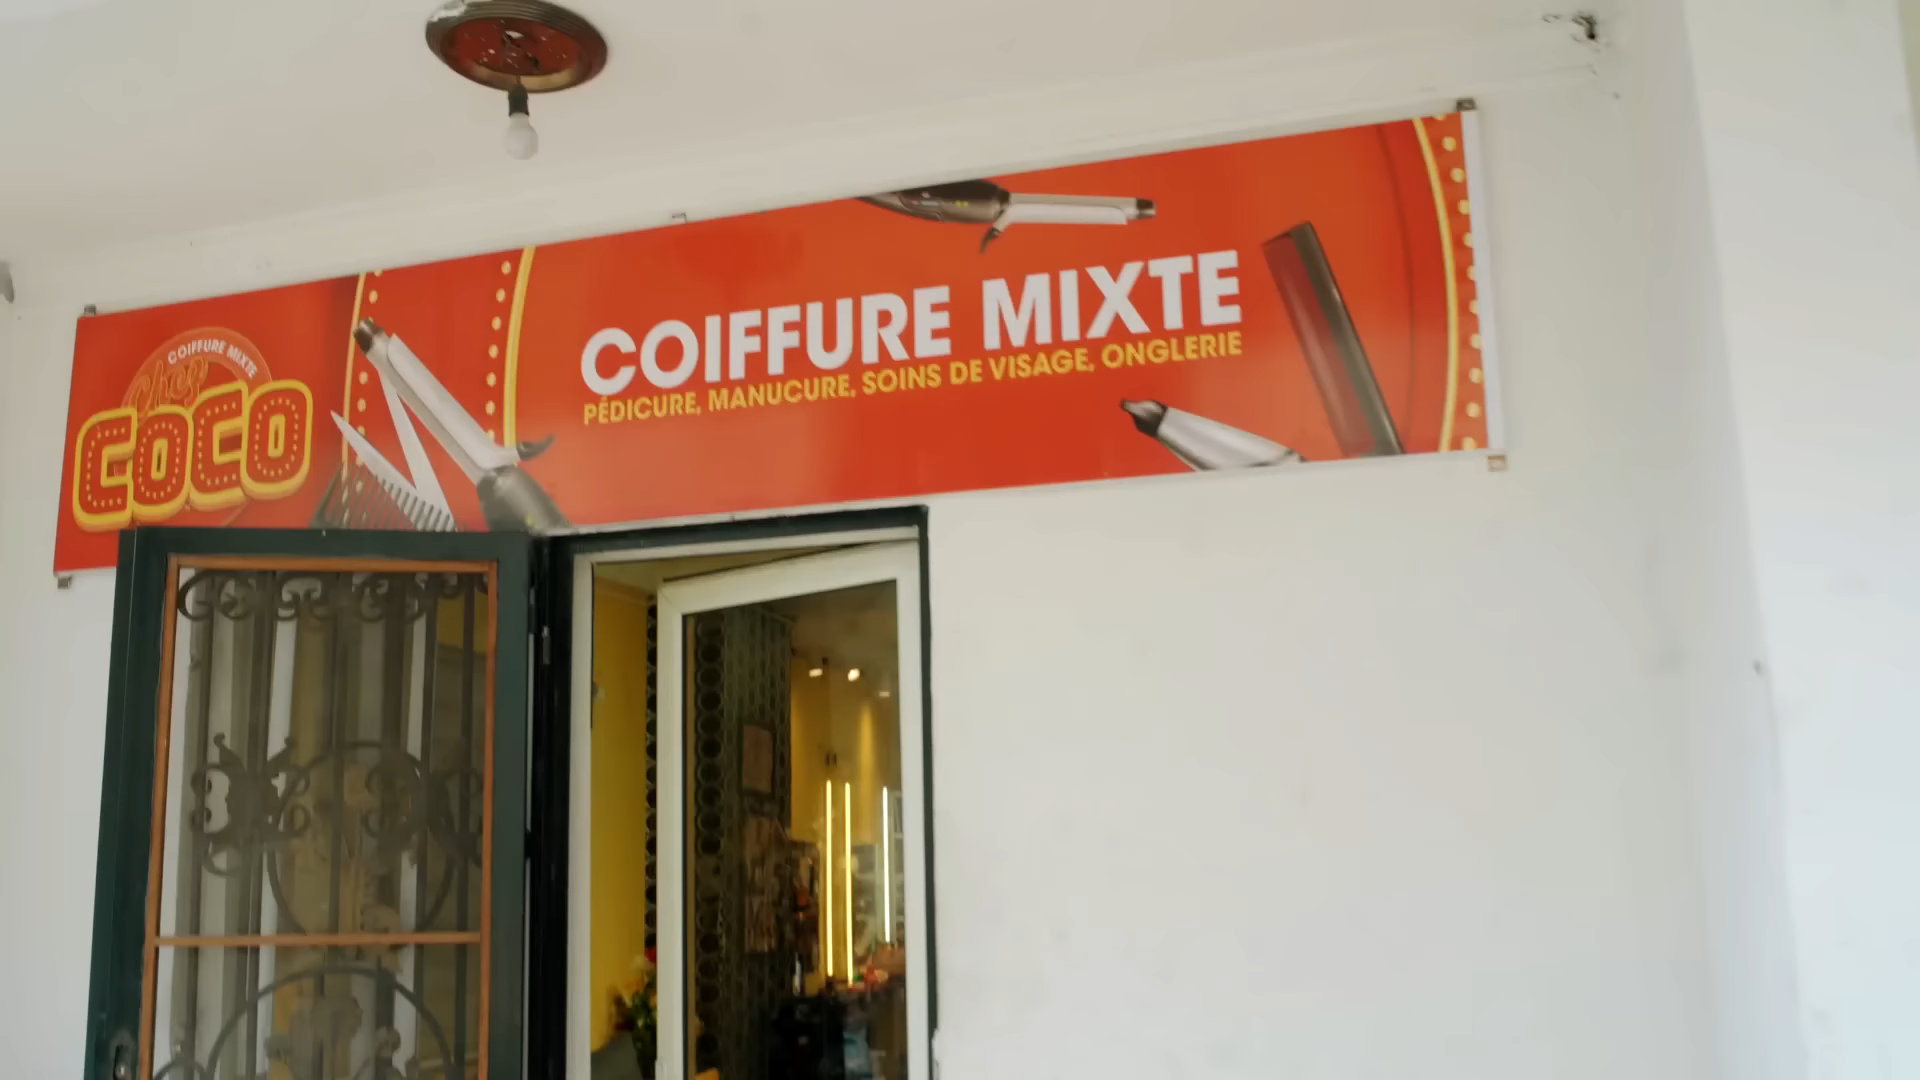 COIFFURE MIXTE
Chez
COCO
COIFFURE MIXTE
PÉDICURE, MANUCURE, SOINS DE VISAGE, ONGLERIE